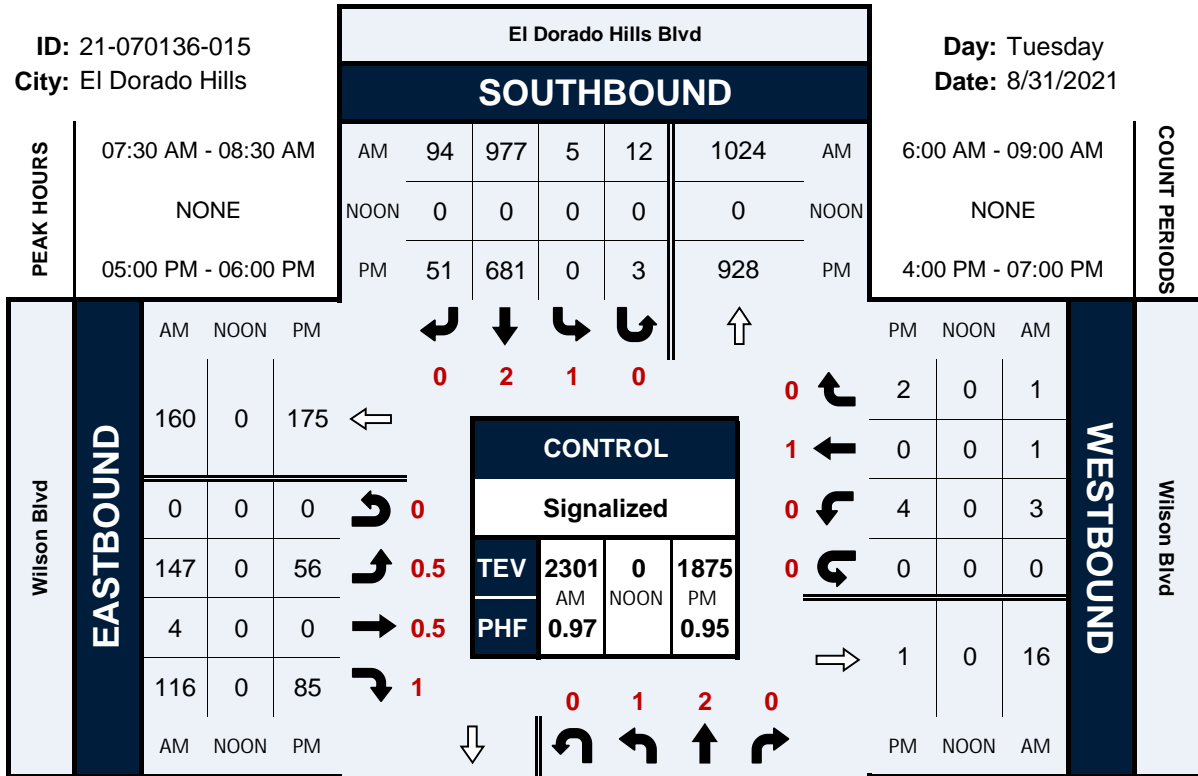 El Dorado Hills Blvd
ID: 21-070136-015
Day: Tuesday
City: El Dorado Hills
Date: 8/31/2021
SOUTHBOUND
PEAK HOURS
07:30 AM - 08:30 AM
AM 94 977 5 12 1024 AM
6:00 AM - 09:00 AM
COUNT PERIODS
NONE
NOON 0 0 0 0 0 NOON
NONE
05:00 PM - 06:00 PM
PM 51 681 0 3 928 PM
4:00 PM - 07:00 PM
AM NOON PM
PM NOON AM
0 2 1 0
160 0 175
0 2 0 1
CONTROL
1 0 0 1
Signalized
0 0 0 0
0 4 0 3
147 0 56 0.5
TEV 2301 0 1875
0 0 0 0
AM NOON PM
4 0 0 0.5
PHF 0.97 0.95
1 0 16
116 0 85 1
0 1 2 0
AM NOON PM
PM NOON AM
Wilson Blvd
EASTBOUND
WESTBOUND
Wilson Blvd